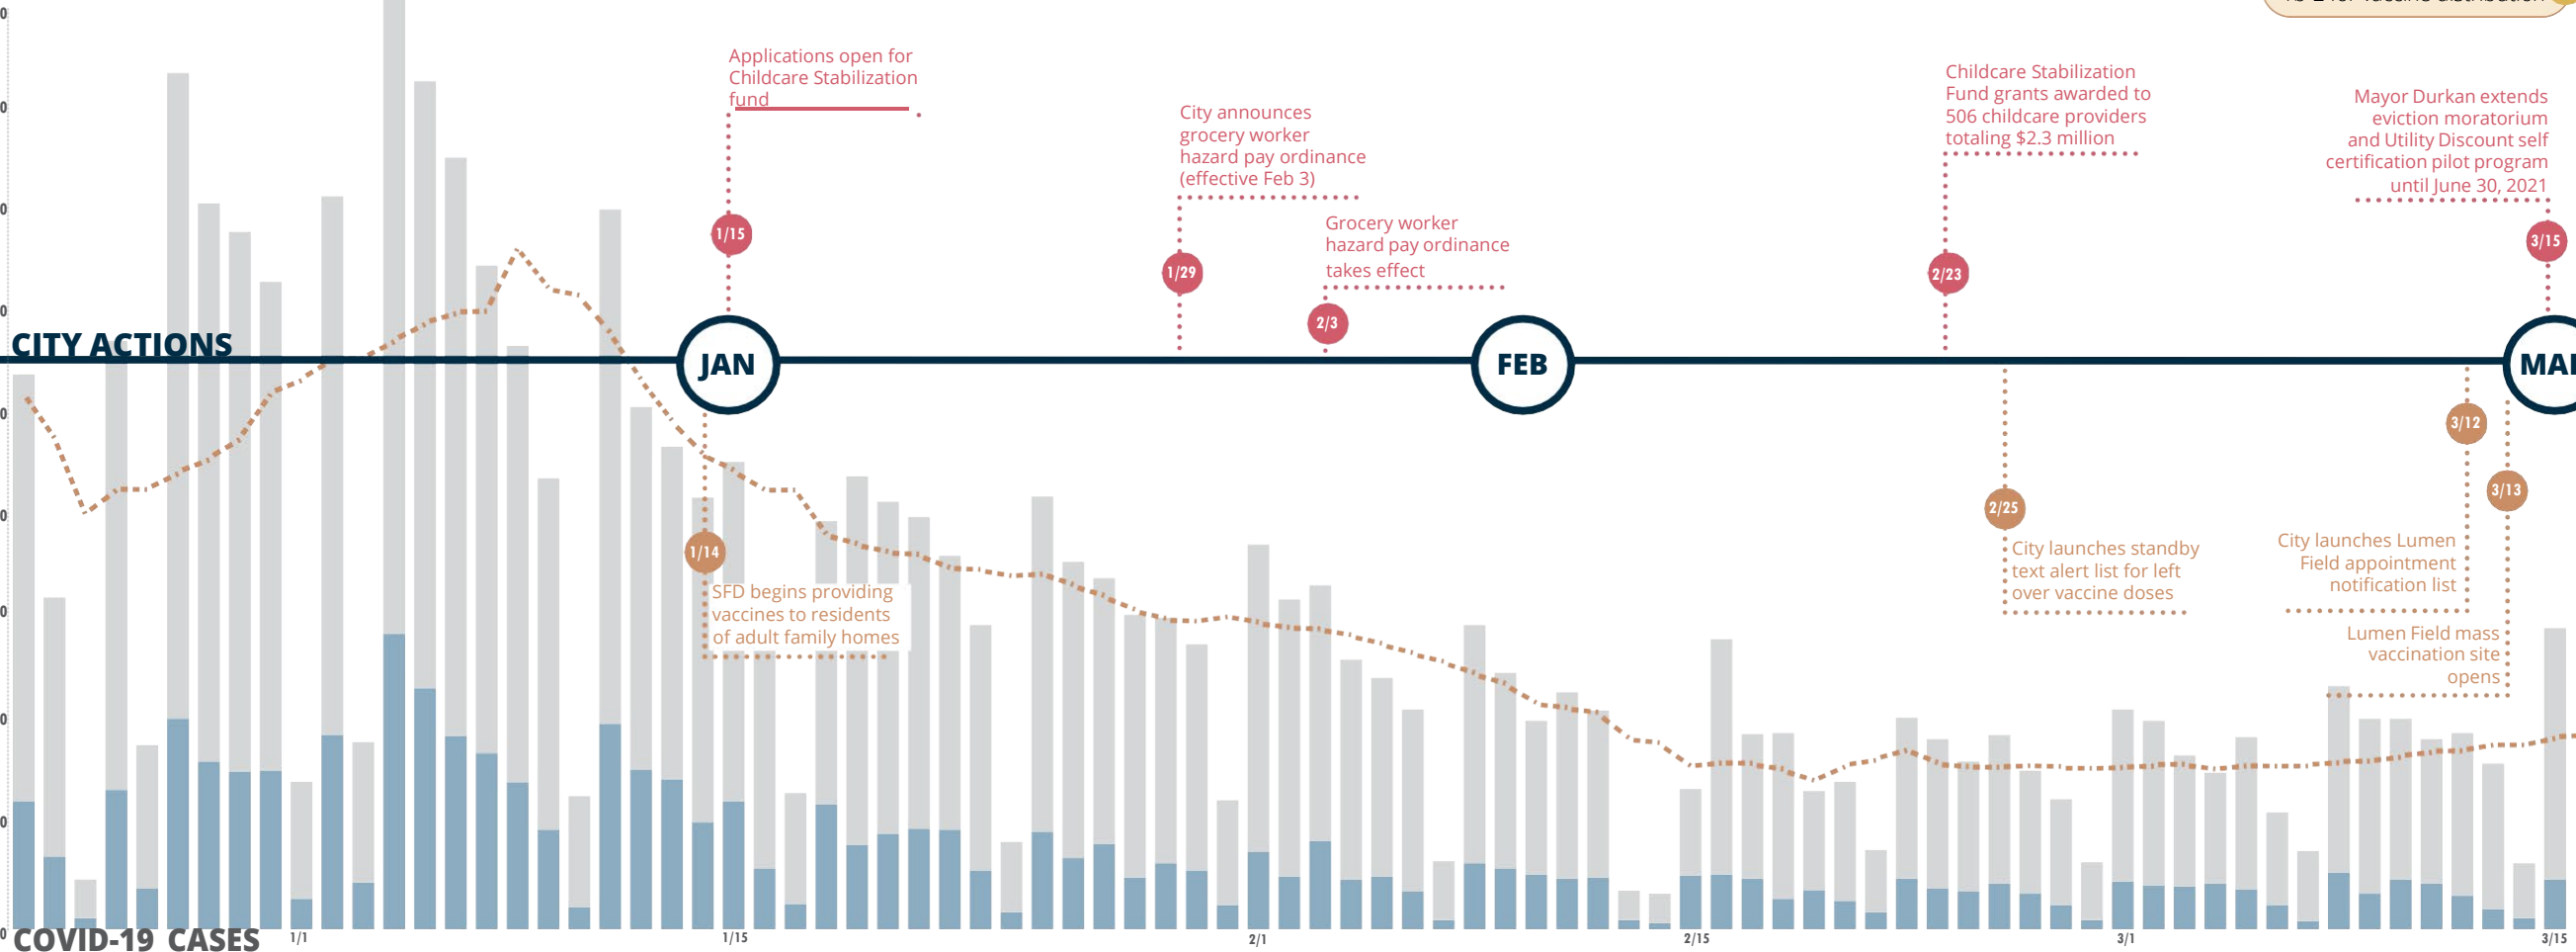 Applications open for
Childcare Stabilization
fund
1/15
City announces
grocery worker
hazard pay ordinance
(effective Feb 3)
1/29
Grocery worker
hazard pay ordinance
takes effect
2/3
Childcare Stabilization
Fund grants awarded to
506 childcare providers
totaling $2.3 million
2/23
Mayor Durkan extends
eviction moratorium
and Utility Discount self
certification pilot program
until June 30, 2021
3/15
CITY ACTIONS
JAN
FEB
1/14
SFD begins providing
vaccines to residents
of adult family homes
2/25
City launches standby
text alert list for left
over vaccine doses
3/12
City launches Lumen
Field appointment
notification list
3/13
Lumen Field mass
vaccination site
opens
COVID-19 CASES
1/1
1/15
2/1
2/15
3/1
3/15